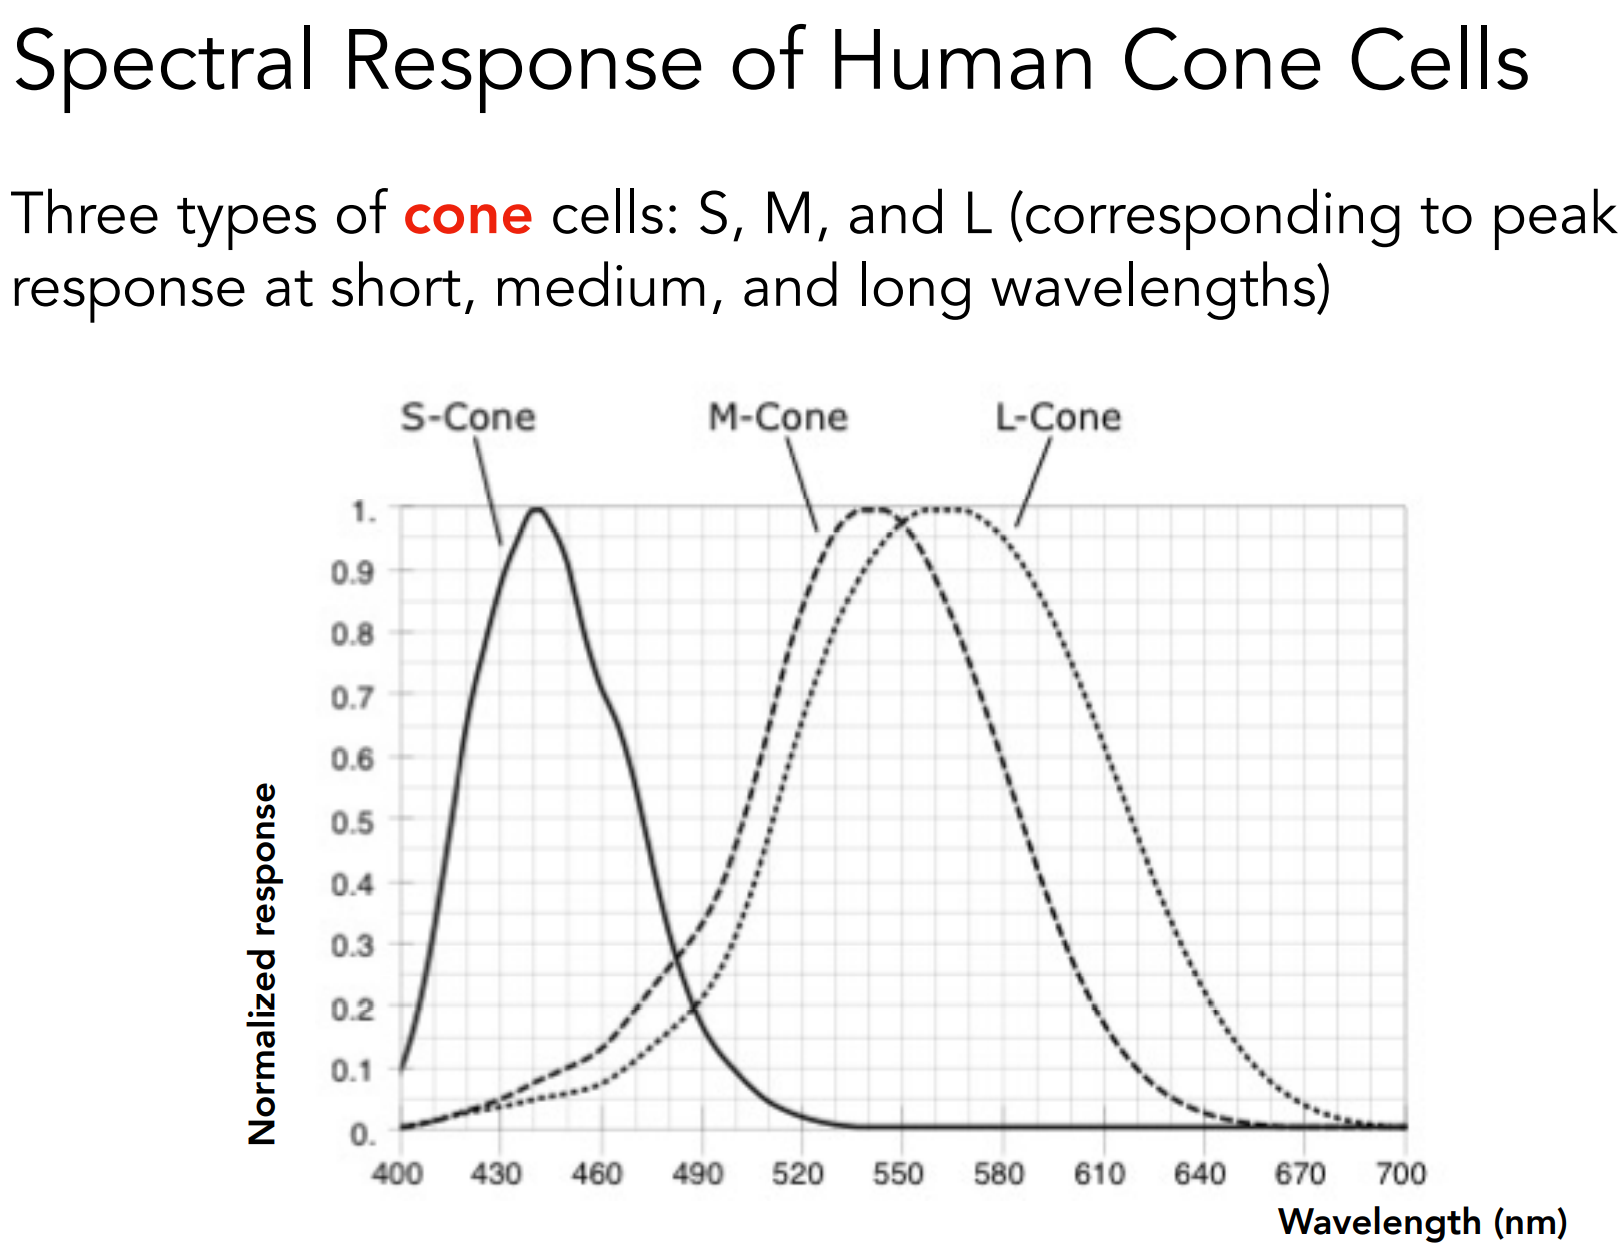 Spectral Response of Human Cone Cells
Three types of cone cells: S, M, and L (corresponding to peak
response at short, medium, and long wavelengths)
S-Cone M-Cone L-Cone
1.
0.9
0.8
0.7
0.6
0.5
0.4
0.3
0.2
0.1
0.
Normalized response
400 430 460 490 520 550 580 610 640 670 700
Wavelength (nm)